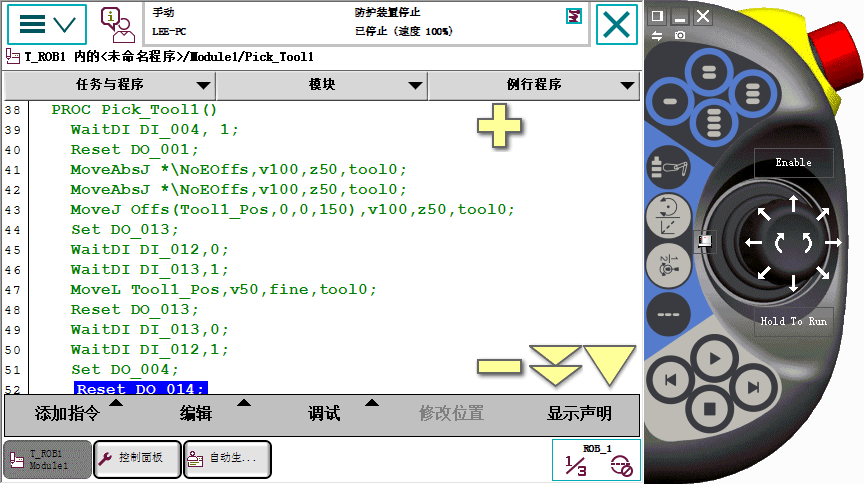 手动
防护装置停止
LEE-PC
已停止 (速度 100%)
T_ROB1 内的<未命名程序>/Module1/Pick_Tool1
任务与程序
模块
例行程序
38 PROC Pick_Tool1()
39 WaitDI DI_004, 1;
40 Reset DO_001;
41 MoveAbsJ *\NoEOffs,v100,z50,tool0;
42 MoveAbsJ *\NoEOffs,v100,z50,tool0;
43 MoveJ Offs(Tool1_Pos,0,0,150),v100,z50,tool0;
44 Set DO_013;
45 WaitDI DI_012,0;
46 WaitDI DI_013,1;
47 MoveL Tool1_Pos,v50,fine,tool0;
48 Reset DO_013;
49 WaitDI DI_013,0;
50 WaitDI DI_012,1;
51 Set DO_004;
52 Reset DO_014;
添加指令
编辑
调试
修改位置
显示声明
T_ROB1
Module1
控制面板
自动生...
ROB_1
1/3
Enable
Hold To Run